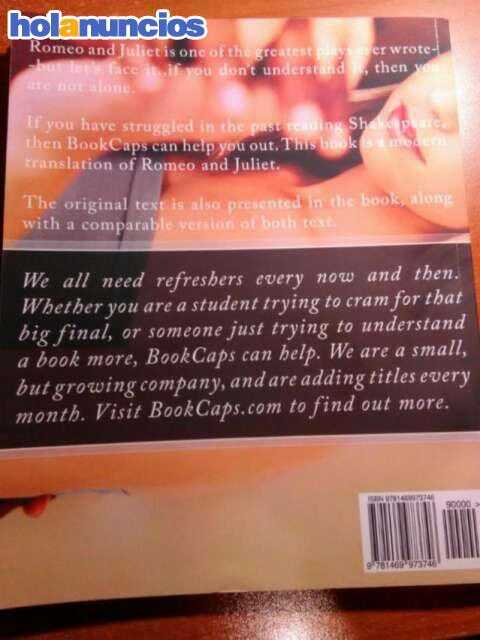 holanuncios
Romeo and Juliet is one of the greatest plays ever wrote-
-but let's face it..if you don't understand it, then you
are not alone.
If you have struggled in the past reading Shakespeare,
then BookCaps can help you out. This book is a modern
translation of Romeo and Juliet.
The original text is also presented in the book, along
with a comparable version of both text.
We all need refreshers every now and then.
Whether you are a student trying to cram for that
big final, or someone just trying to understand
a book more, BookCaps can help. We are a small,
but growing company, and are adding titles every
month. Visit BookCaps.com to find out more.
ISBN 9781469973746
90000 >
9 781469 973746